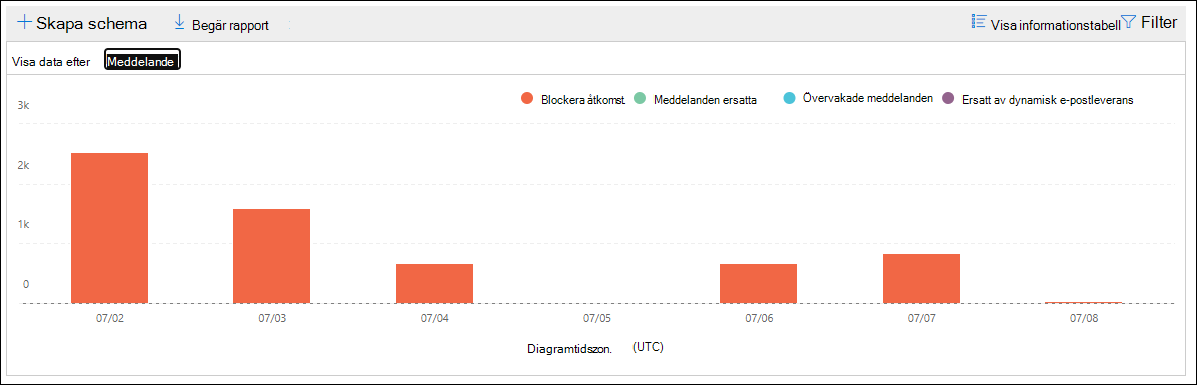 Skapa schema Begär rapport Visa informationstabell Filter
Visa data efter Meddelande
Blockera åtkomst. Meddelanden ersatta Övervakade meddelanden Ersatt av dynamisk e-postleverans
3k
2k
1k
0
07/02 07/03 07/04 07/05 07/06 07/07 07/08
Diagramtidszon. (UTC)